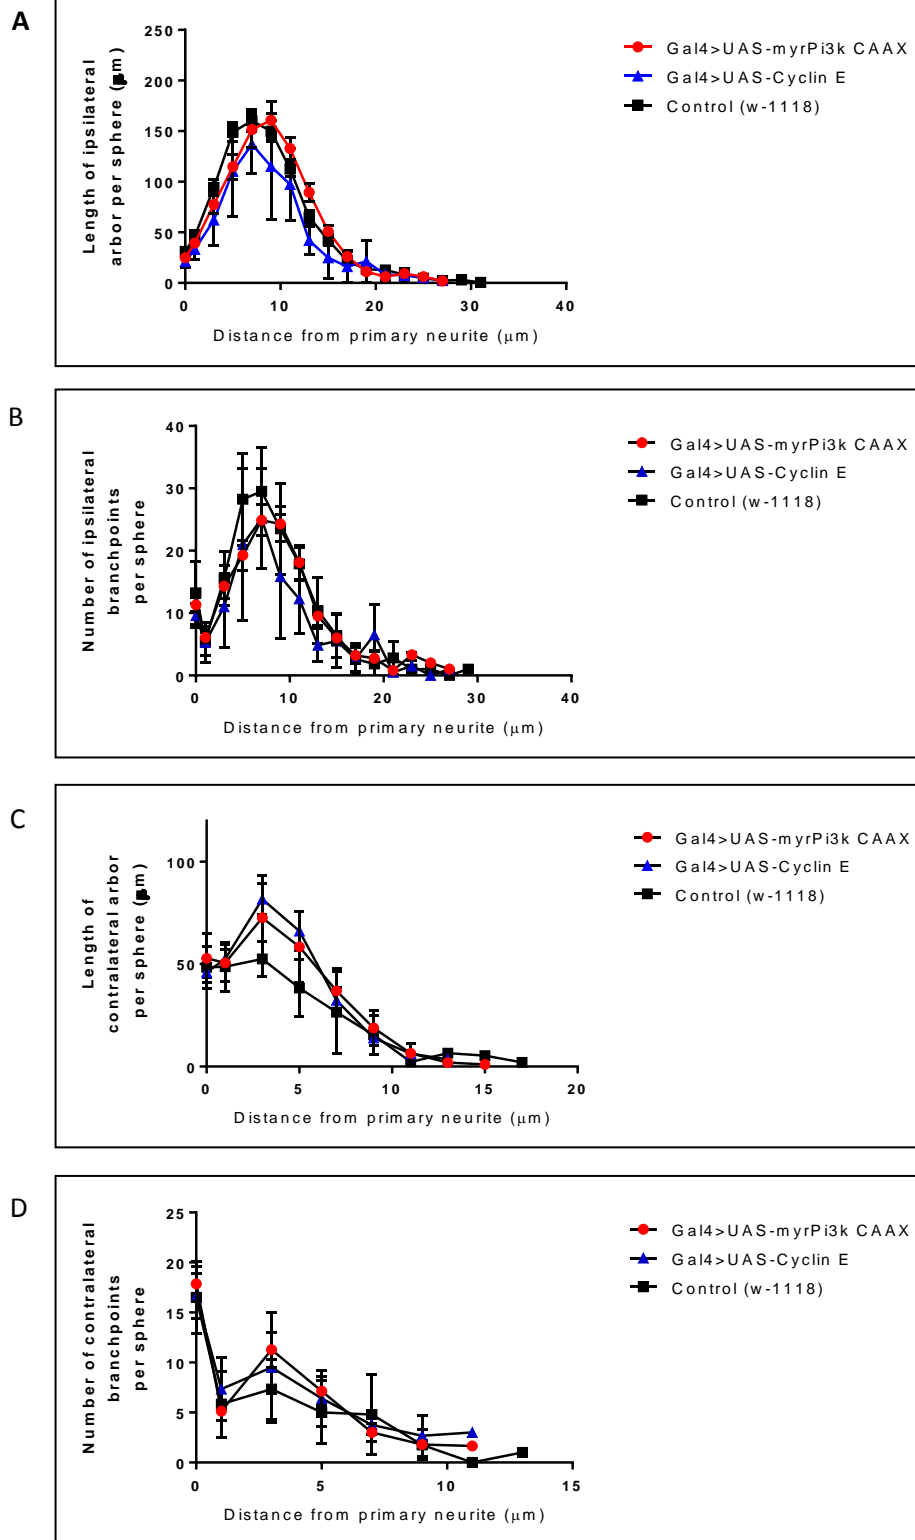 A
Length of ipsilateral
arbor per sphere (μm)
250
200
150
100
50
0
0 10 20 30 40
Distance from primary neurite (μm)
Gal4>UAS-myrPi3k CAAX
Gal4>UAS-Cyclin E
Control (w-1118)
B
Number of ipsilateral
branchpoints
per sphere
40
30
20
10
0
0 10 20 30 40
Distance from primary neurite (μm)
Gal4>UAS-myrPi3k CAAX
Gal4>UAS-Cyclin E
Control (w-1118)
C
Length of
contralateral arbor
per sphere (μm)
100
50
0
0 5 10 15 20
Distance from primary neurite (μm)
Gal4>UAS-myrPi3k CAAX
Gal4>UAS-Cyclin E
Control (w-1118)
D
Number of contralateral
branchpoints
per sphere
25
20
15
10
5
0
0 5 10 15
Distance from primary neurite (μm)
Gal4>UAS-myrPi3k CAAX
Gal4>UAS-Cyclin E
Control (w-1118)